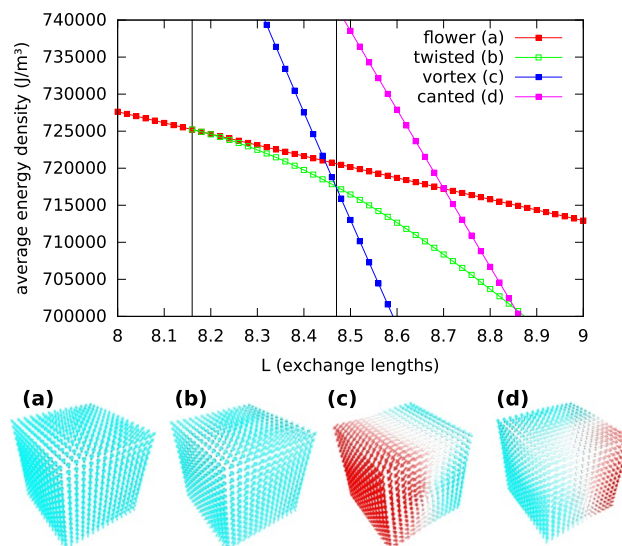 740000
735000
730000
725000
720000
715000
710000
705000
700000
average energy density (J/m³)
flower (a)
twisted (b)
vortex (c)
canted (d)
8 8.1 8.2 8.3 8.4 8.5 8.6 8.7 8.8 8.9 9
L (exchange lengths)
(a) (b) (c) (d)